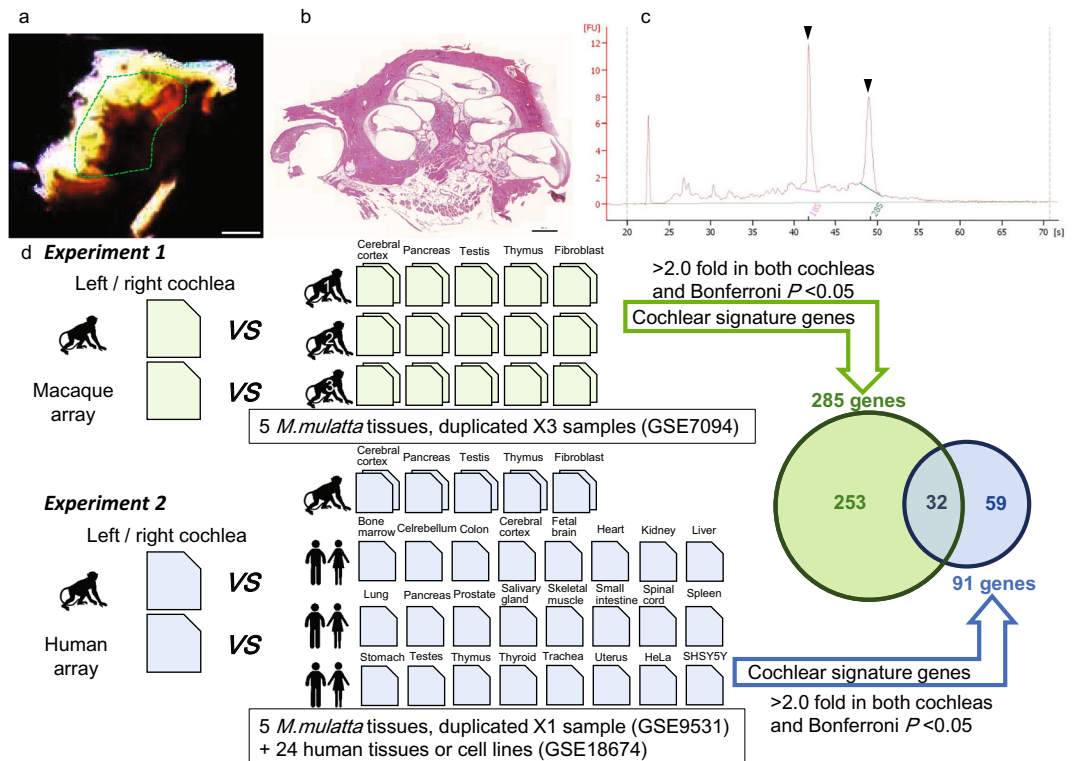 a
b
c
[FU]
12
10
8
6
4
2
0
18S
28S
20
25
30
35
40
45
50
55
60
65
70
[s]
d Experiment 1
Left / right cochlea
Macaque
array
VS
VS
Cerebral
cortex
Pancreas
Testis
Thymus
Fibroblast
1
2
3
5 M.mulatta tissues, duplicated X3 samples (GSE7094)
>2.0 fold in both cochleas
and Bonferroni P <0.05
Cochlear signature genes
285 genes
253
32
59
91 genes
Experiment 2
Left / right cochlea
Human
array
VS
VS
Cerebral
cortex
Pancreas
Testis
Thymus
Fibroblast
Bone
marrow
Celrebellum
Colon
Cerebral
cortex
Fetal
brain
Heart
Kidney
Liver
Lung
Pancreas
Prostate
Salivary
gland
Skeletal
muscle
Small
intestine
Spinal
cord
Spleen
Stomach
Testes
Thymus
Thyroid
Trachea
Uterus
HeLa
SHSY5Y
5 M.mulatta tissues, duplicated X1 sample (GSE9531)
+ 24 human tissues or cell lines (GSE18674)
Cochlear signature genes
>2.0 fold in both cochleas
and Bonferroni P <0.05